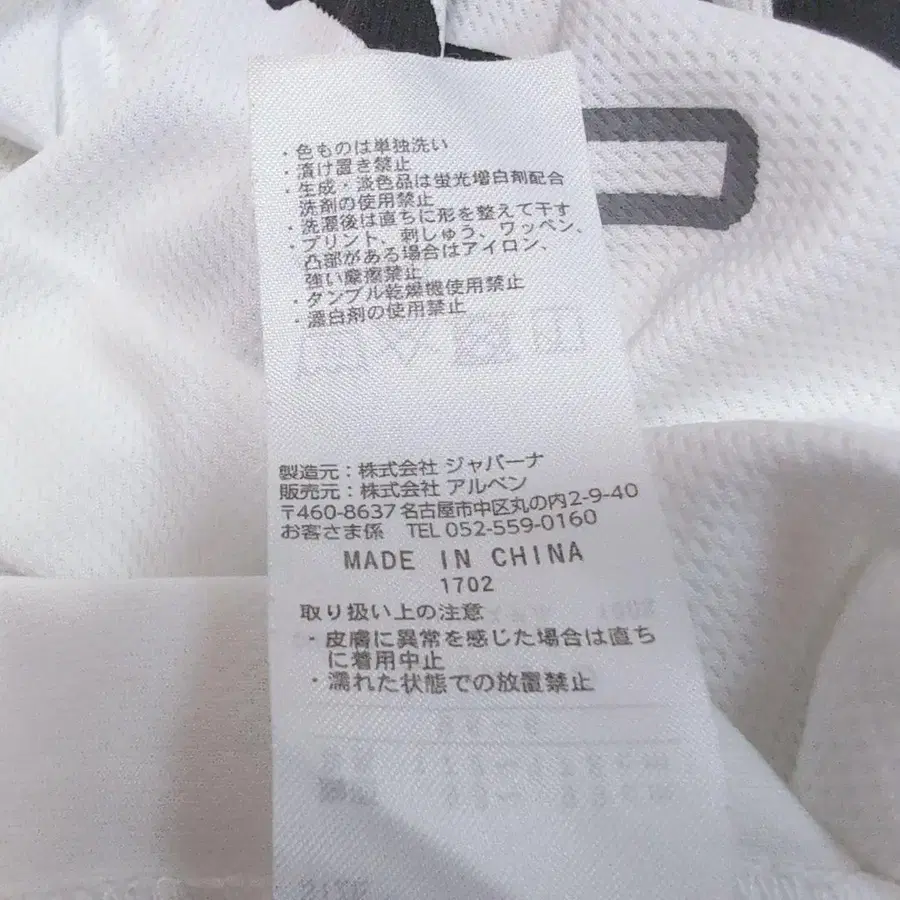 ・色ものは単独洗い
・漬け置き禁止
・生成・淡色品は蛍光増白剤配合
洗剤の使用禁止
・洗濯後は直ちに形を整えて干す
・プリント、刺しゅう、ワッペン、
凸部がある場合はアイロン、
強い摩擦禁止
・タンブル乾燥機使用禁止
・漂白剤の使用禁止
製造元：株式会社 ジャパーナ
販売元：株式会社 アルペン
〒460-8637 名古屋市中区丸の内2-9-40
お客さま係 TEL 052-559-0160
MADE IN CHINA
1702
取り扱い上の注意
・皮膚に異常を感じた場合は直ち
に着用中止
・濡れた状態での放置禁止